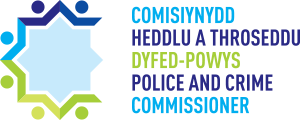 COMISIYNYDD
HEDDLU A THROSEDDU
DYFED-POWYS
POLICE AND CRIME
COMMISSIONER